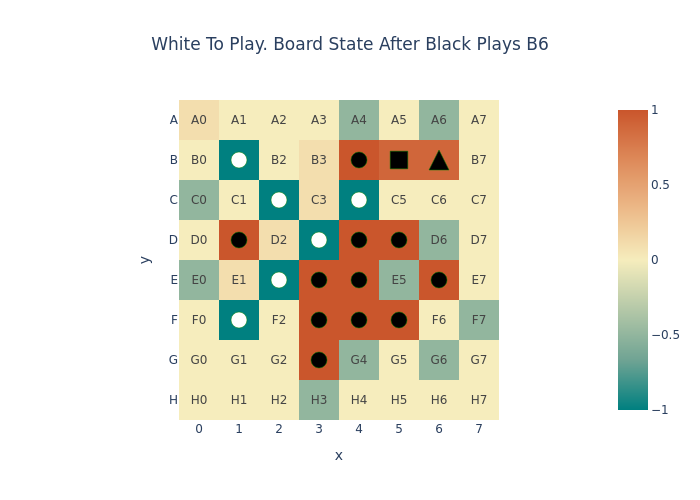 White To Play. Board State After Black Plays B6
A A0 A1 A2 A3 A4 A5 A6 A7
B B0 B2 B3 B7
C C0 C1 C3 C5 C6 C7
D D0 D2 D6 D7
E E0 E1 E5 E7
F F0 F2 F6 F7
G G0 G1 G2 G4 G5 G6 G7
H H0 H1 H2 H3 H4 H5 H6 H7
0 1 2 3 4 5 6 7
x
y
1
0.5
0
−0.5
−1